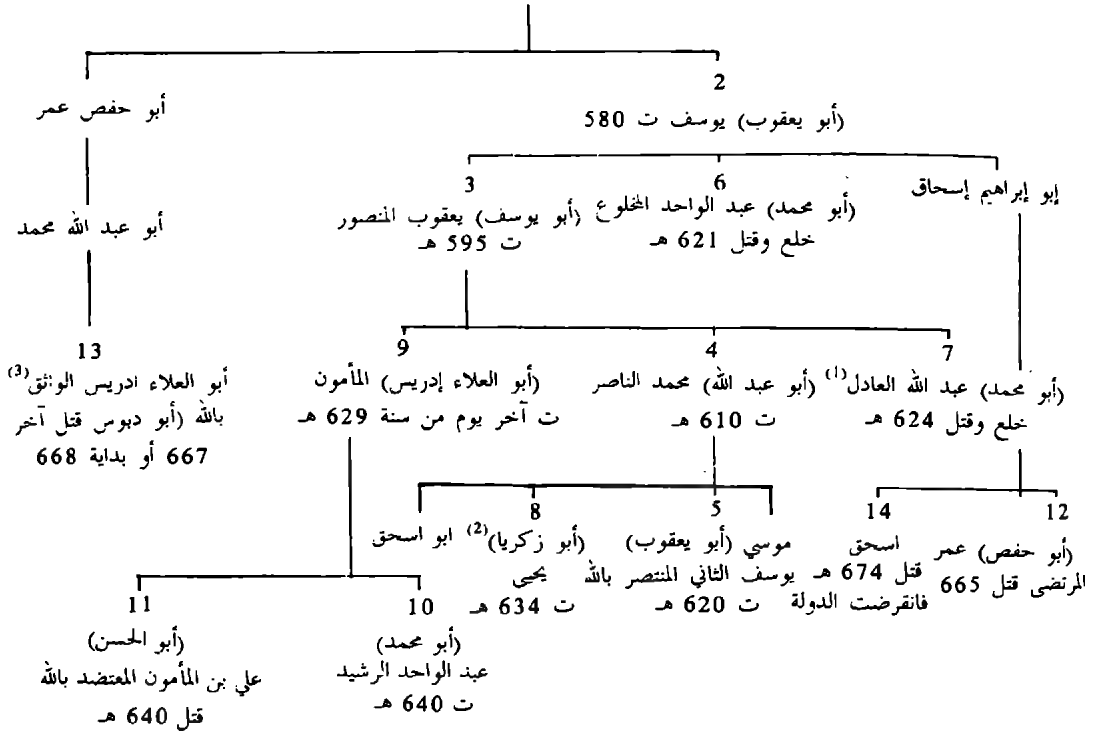 2
أبو حفص عمر
(أبو يعقوب) يوسف ت 580
إبو إبراهيم إسحاق
6
(أبو محمد) عبد الواحد المخلوع
خلع وقتل 621 هـ
3
(أبو يوسف) يعقوب المنصور
ت 595 هـ
أبو عبد الله محمد
7
(أبو محمد) عبد الله العادل(1)
خلع وقتل 624 هـ
4
(أبو عبد الله) محمد الناصر
ت 610 هـ
9
(أبو العلاء إدريس) المأمون
ت آخر يوم من سنة 629 هـ
13
أبو العلاء ادريس الواثق(3)
بالله (أبو دبوس قتل آخر
667 أو بداية 668
12
(أبو حفص) عمر
المرتضى قتل 665
14
اسحق
قتل 674 هـ
فانقرضت الدولة
5
موسي (أبو يعقوب)
يوسف الثاني المنتصر بالله
ت 620 هـ
8
(أبو زكريا)(2)
يحيى
ت 634 هـ
ابو اسحق
10
(أبو محمد)
عبد الواحد الرشيد
ت 640 هـ
11
(أبو الحسن)
علي بن المأمون المعتضد بالله
قتل 640 هـ